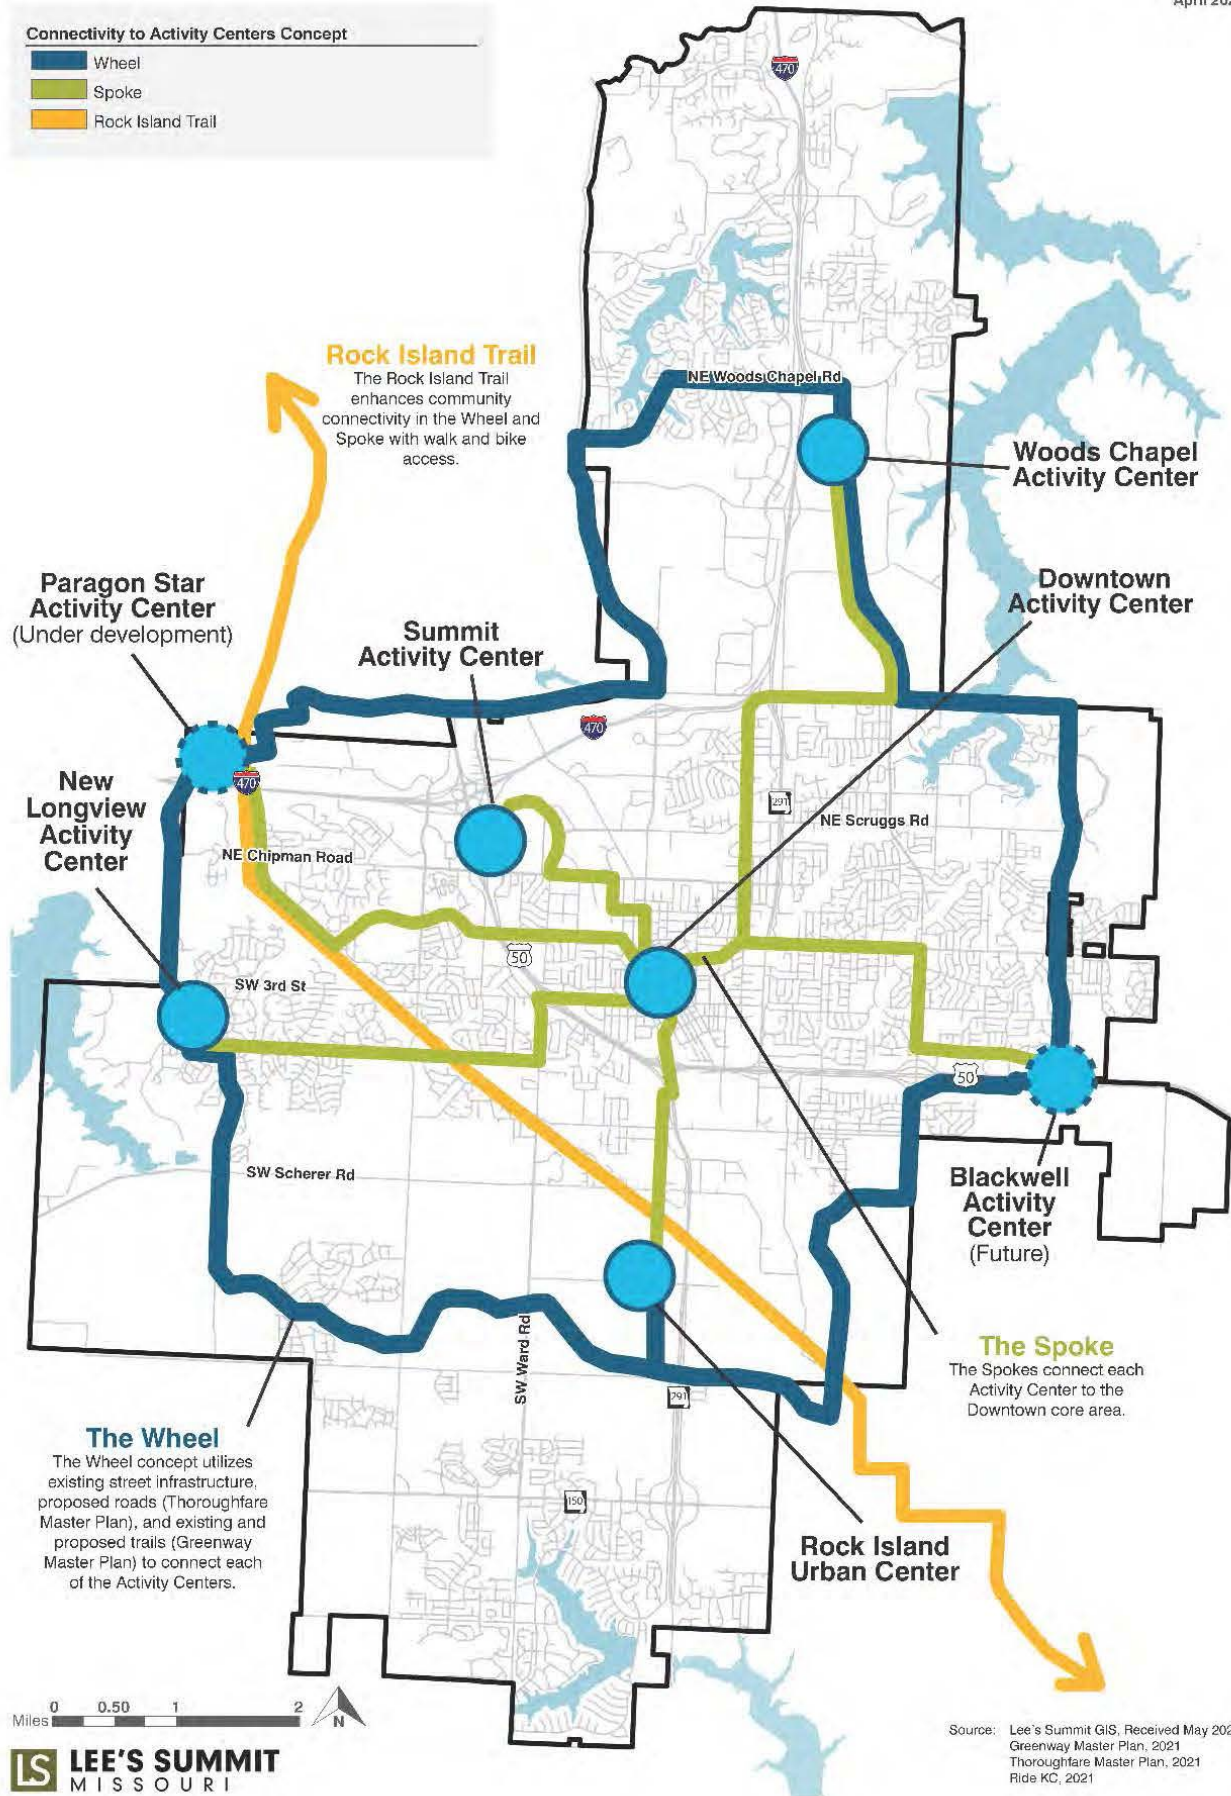 April 202
Connectivity to Activity Centers Concept
Wheel
Spoke
Rock Island Trail
470
Rock Island Trail
The Rock Island Trail
enhances community
connectivity in the Wheel and
Spoke with walk and bike
access.
NE Woods Chapel Rd
Woods Chapel
Activity Center
Paragon Star
Activity Center
(Under development)
Summit
Activity Center
Downtown
Activity Center
470
470
New
Longview
Activity
Center
291
NE Scruggs Rd
NE Chipman Road
50
SW 3rd St
50
SW Scherer Rd
Blackwell
Activity
Center
(Future)
SW Ward Rd
291
The Spoke
The Spokes connect each
Activity Center to the
Downtown core area.
The Wheel
The Wheel concept utilizes
existing street infrastructure,
proposed roads (Thoroughfare
Master Plan), and existing and
proposed trails (Greenway
Master Plan) to connect each
of the Activity Centers.
150
Rock Island
Urban Center
Miles 0 0.50 1 2
N
LS LEE'S SUMMIT
MISSOURI
Source: Lee's Summit GIS, Received May 202
Greenway Master Plan, 2021
Thoroughfare Master Plan, 2021
Ride KC, 2021